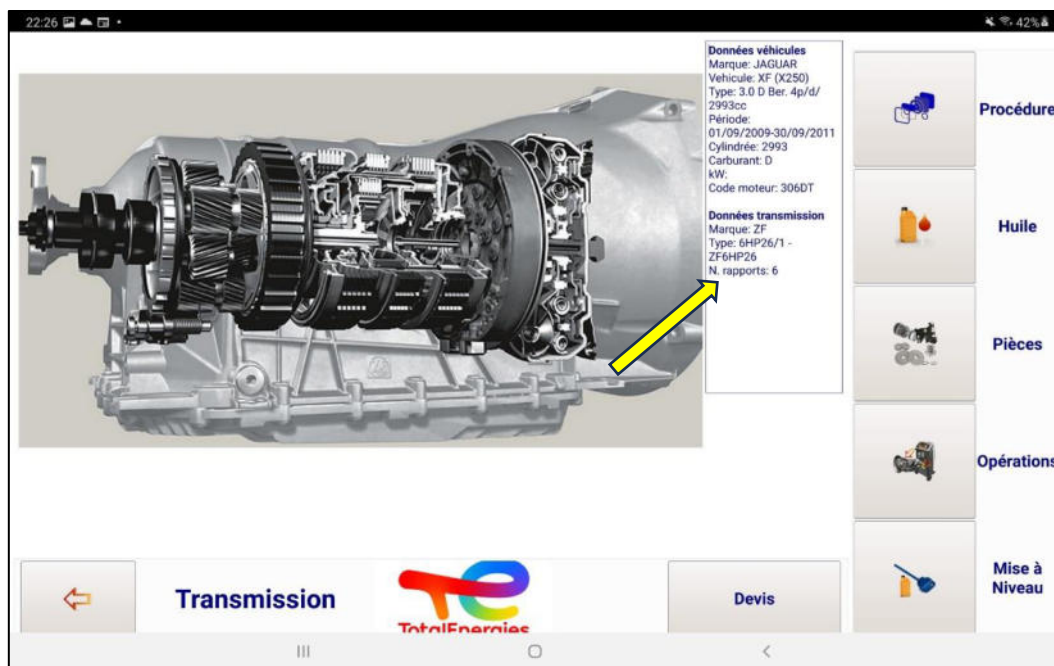 22:26
42%
Données véhicules
Marque: JAGUAR
Vehicule: XF (X250)
Type: 3.0 D Ber. 4p/d/
2993cc
Période:
01/09/2009-30/09/2011
Cylindrée: 2993
Carburant: D
kW:
Code moteur: 306DT
Données transmission
Marque: ZF
Type: 6HP26/1 -
ZF6HP26
N. rapports: 6
Procédure
Huile
Pièces
Opérations
Mise à
Niveau
Transmission
TotalEnergies
Devis